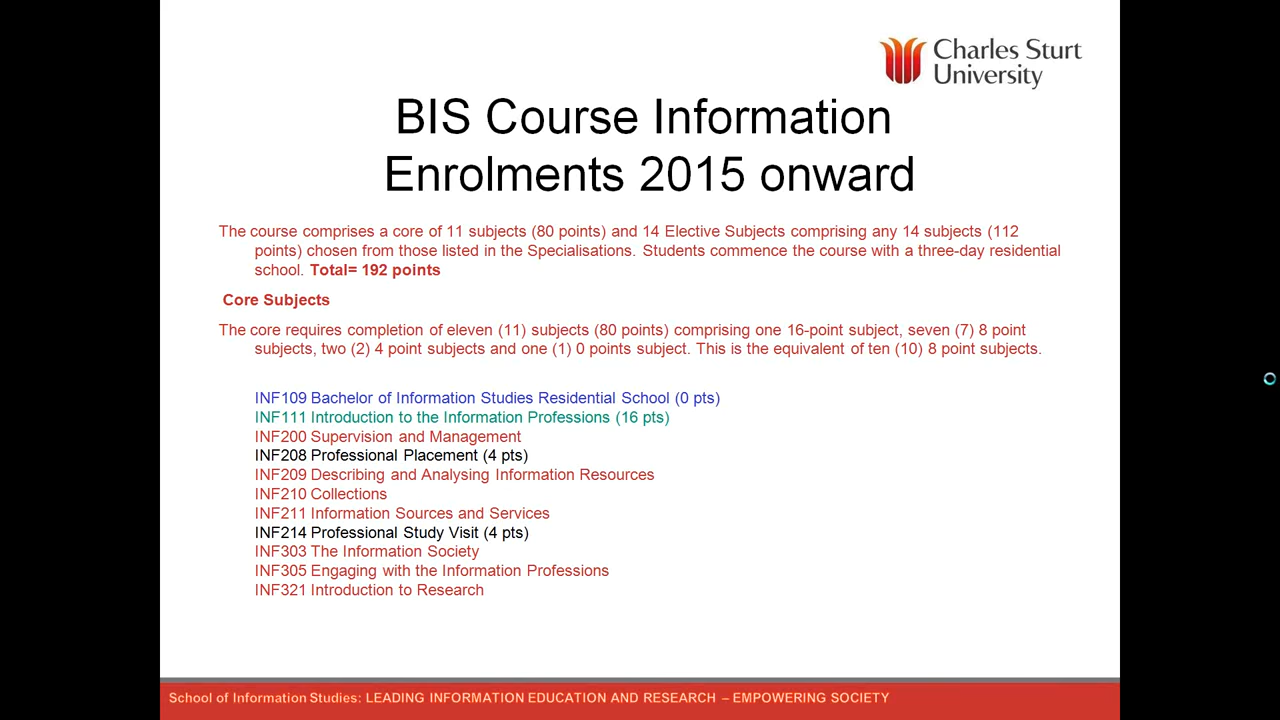 Charles Sturt
University
BIS Course Information
Enrolments 2015 onward
The course comprises a core of 11 subjects (80 points) and 14 Elective Subjects comprising any 14 subjects (112
points) chosen from those listed in the Specialisations. Students commence the course with a three-day residential
school. Total= 192 points
Core Subjects
The core requires completion of eleven (11) subjects (80 points) comprising one 16-point subject, seven (7) 8 point
subjects, two (2) 4 point subjects and one (1) 0 points subject. This is the equivalent of ten (10) 8 point subjects.
INF109 Bachelor of Information Studies Residential School (0 pts)
INF111 Introduction to the Information Professions (16 pts)
INF200 Supervision and Management
INF208 Professional Placement (4 pts)
INF209 Describing and Analysing Information Resources
INF210 Collections
INF211 Information Sources and Services
INF214 Professional Study Visit (4 pts)
INF303 The Information Society
INF305 Engaging with the Information Professions
INF321 Introduction to Research
School of Information Studies: LEADING INFORMATION EDUCATION AND RESEARCH – EMPOWERING SOCIETY